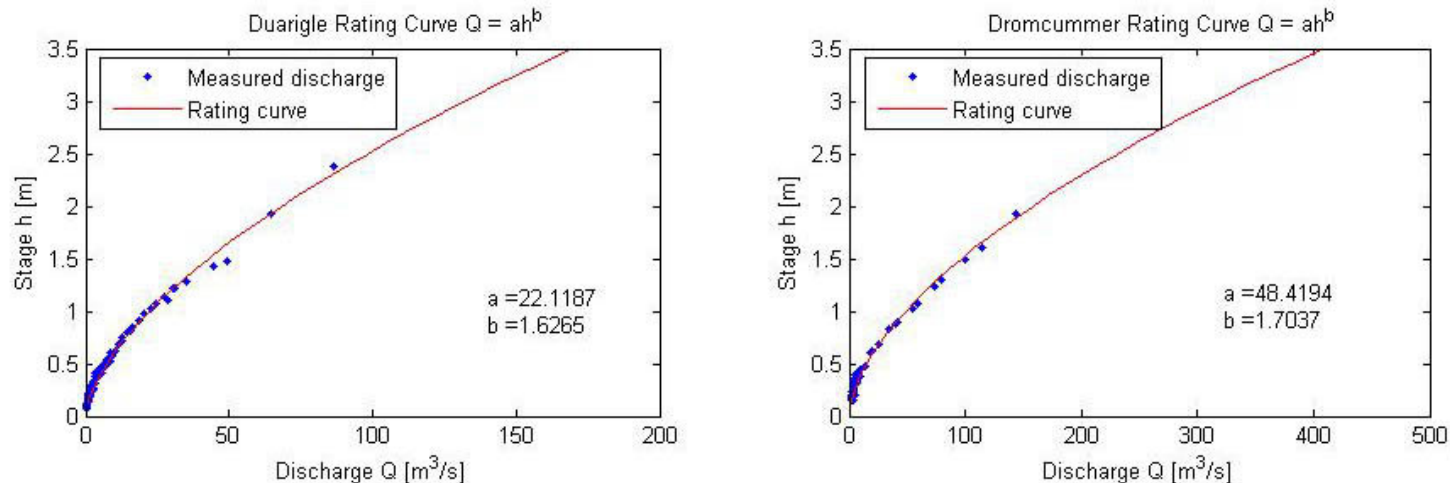 Duarigle Rating Curve Q = ah^b
3.5
3
2.5
2
1.5
1
0.5
0
Stage h [m]
Measured discharge
Rating curve
a =22.1187
b =1.6265
0 50 100 150 200
Discharge Q [m^3/s]
Dromcummer Rating Curve Q = ah^b
3.5
3
2.5
2
1.5
1
0.5
0
Stage h [m]
Measured discharge
Rating curve
a =48.4194
b =1.7037
0 100 200 300 400 500
Discharge Q [m^3/s]